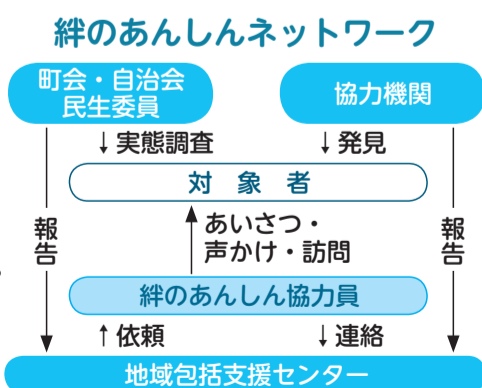 絆のあんしんネットワーク
町会・自治会
民生委員
協力機関
↓実態調査
↓発見
対 象 者
報告
あいさつ・
声かけ・訪問
報告
絆のあんしん協力員
↑依頼
↓連絡
地域包括支援センター